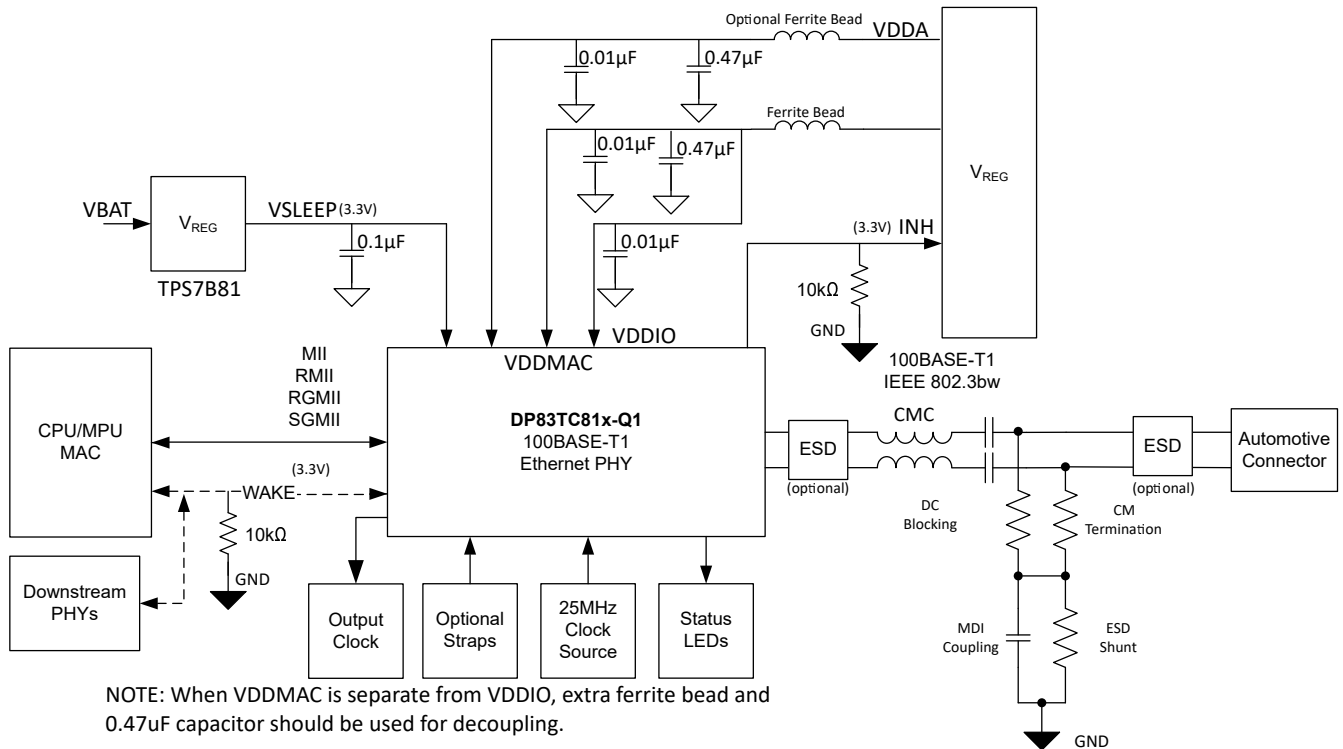 Optional Ferrite Bead
VDDA
0.01µF
0.47µF
Ferrite Bead
0.01µF
0.47µF
VREG
VBAT
VREG
VSLEEP (3.3V)
0.1µF
0.01µF
(3.3V) INH
TPS7B81
10kΩ
GND
VDDIO
VDDMAC
100BASE-T1
IEEE 802.3bw
MII
RMII
RGMII
SGMII
CPU/MPU
MAC
DP83TC81x-Q1
100BASE-T1
Ethernet PHY
CMC
ESD
(optional)
ESD
(optional)
Automotive
Connector
(3.3V)
WAKE
10kΩ
GND
DC
Blocking
CM
Termination
Downstream
PHYs
Output
Clock
Optional
Straps
25MHz
Clock
Source
Status
LEDs
MDI
Coupling
ESD
Shunt
GND
NOTE: When VDDMAC is separate from VDDIO, extra ferrite bead and
0.47uF capacitor should be used for decoupling.